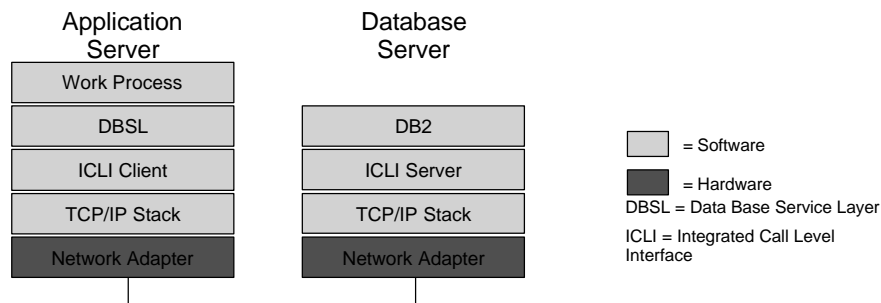 Application
Server
Work Process
DBSL
ICLI Client
TCP/IP Stack
Network Adapter
Database
Server
DB2
ICLI Server
TCP/IP Stack
Network Adapter
= Software
= Hardware
DBSL = Data Base Service Layer
ICLI = Integrated Call Level
Interface